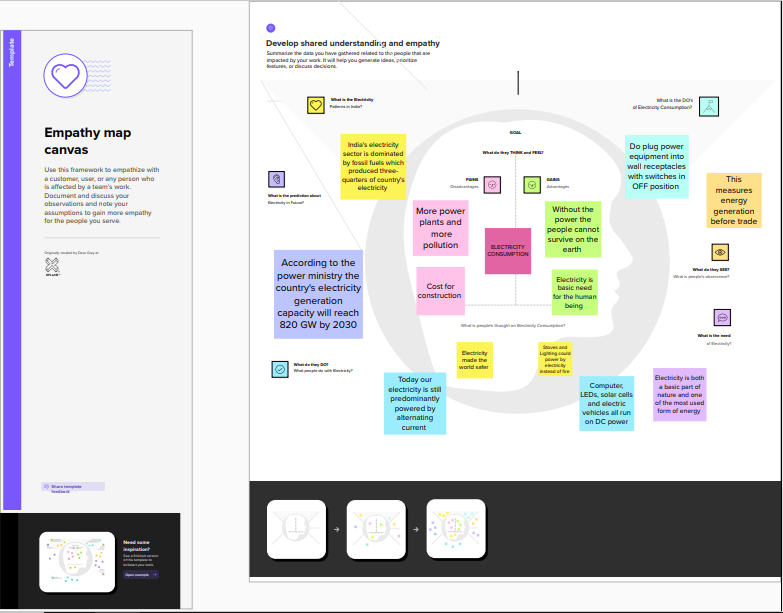 Template
Empathy map
canvas
Use this framework to empathize with
a customer, user, or any person who
is affected by a team's work.
Document and discuss your
observations and note your
assumptions to gain more empathy
for the people you serve.
Originally created by Dave Gray at
XPLANE
Share template
feedback
Need some
inspiration?
See a finished version
of this template to
kickstart your work.
Open example
Develop shared understanding and empathy
Summarize the data you have gathered related to the people that are
impacted by your work. It will help you generate ideas, prioritize
features, or discuss decisions.
What is the Electricity
Patterns in India?
What is the DO's
of Electricity Consumption?
GOAL
What do they THINK and FEEL?
India's electricity
sector is dominated
by fossil fuels which
produced three-
quarters of country's
electricity
Do plug power
equipment into
wall receptacles
with switches in
OFF position
This
measures
energy
generation
before trade
What is the prediction about
Electricity in Future?
PAINS
Disadvantages
GAINS
Advantages
More power
plants and
more
pollution
Without the
power the
people cannot
survive on the
earth
ELECTRICITY
CONSUMPTION
According to the
power ministry the
country's electricity
generation
capacity will reach
820 GW by 2030
Cost for
construction
Electricity is
basic need
for the human
being
What do they SEE?
What is people's observance?
What is people's thought on Electricity Consumption?
What is the need
of Electricity?
Electricity
made the
world safer
Stoves and
Lighting could
power by
electricity
instead of fire
What do they DO?
What people do with Electricity?
Today our
electricity is still
predominantly
powered by
alternating
current
Computer,
LEDs, solar cells
and electric
vehicles all run
on DC power
Electricity is both
a basic part of
nature and one
of the most used
form of energy